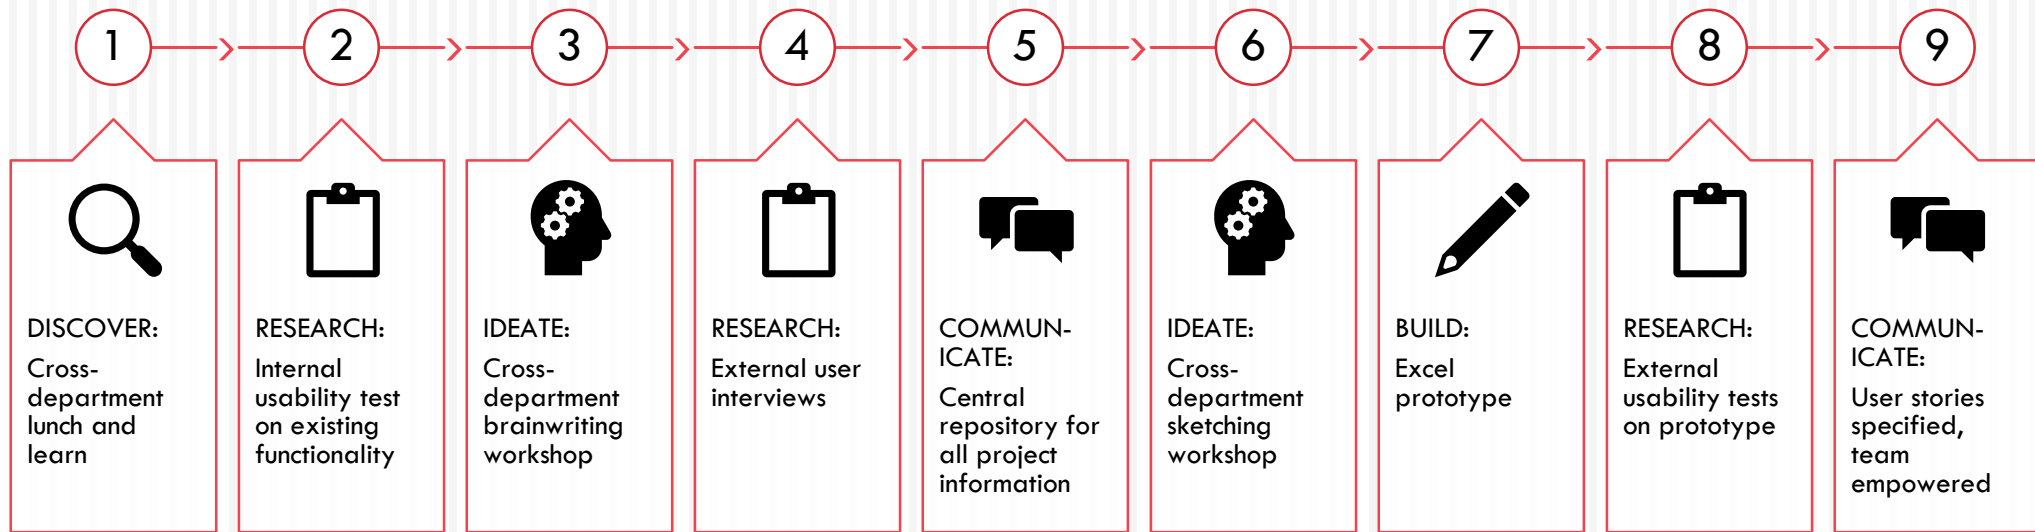 1
2
3
4
5
6
7
8
9
DISCOVER:
Cross-
department
lunch and
learn
RESEARCH:
Internal
usability test
on existing
functionality
IDEATE:
Cross-
department
brainwriting
workshop
RESEARCH:
External user
interviews
COMMUN-
ICATE:
Central
repository for
all project
information
IDEATE:
Cross-
department
sketching
workshop
BUILD:
Excel
prototype
RESEARCH:
External
usability tests
on prototype
COMMUN-
ICATE:
User stories
specified,
team
empowered